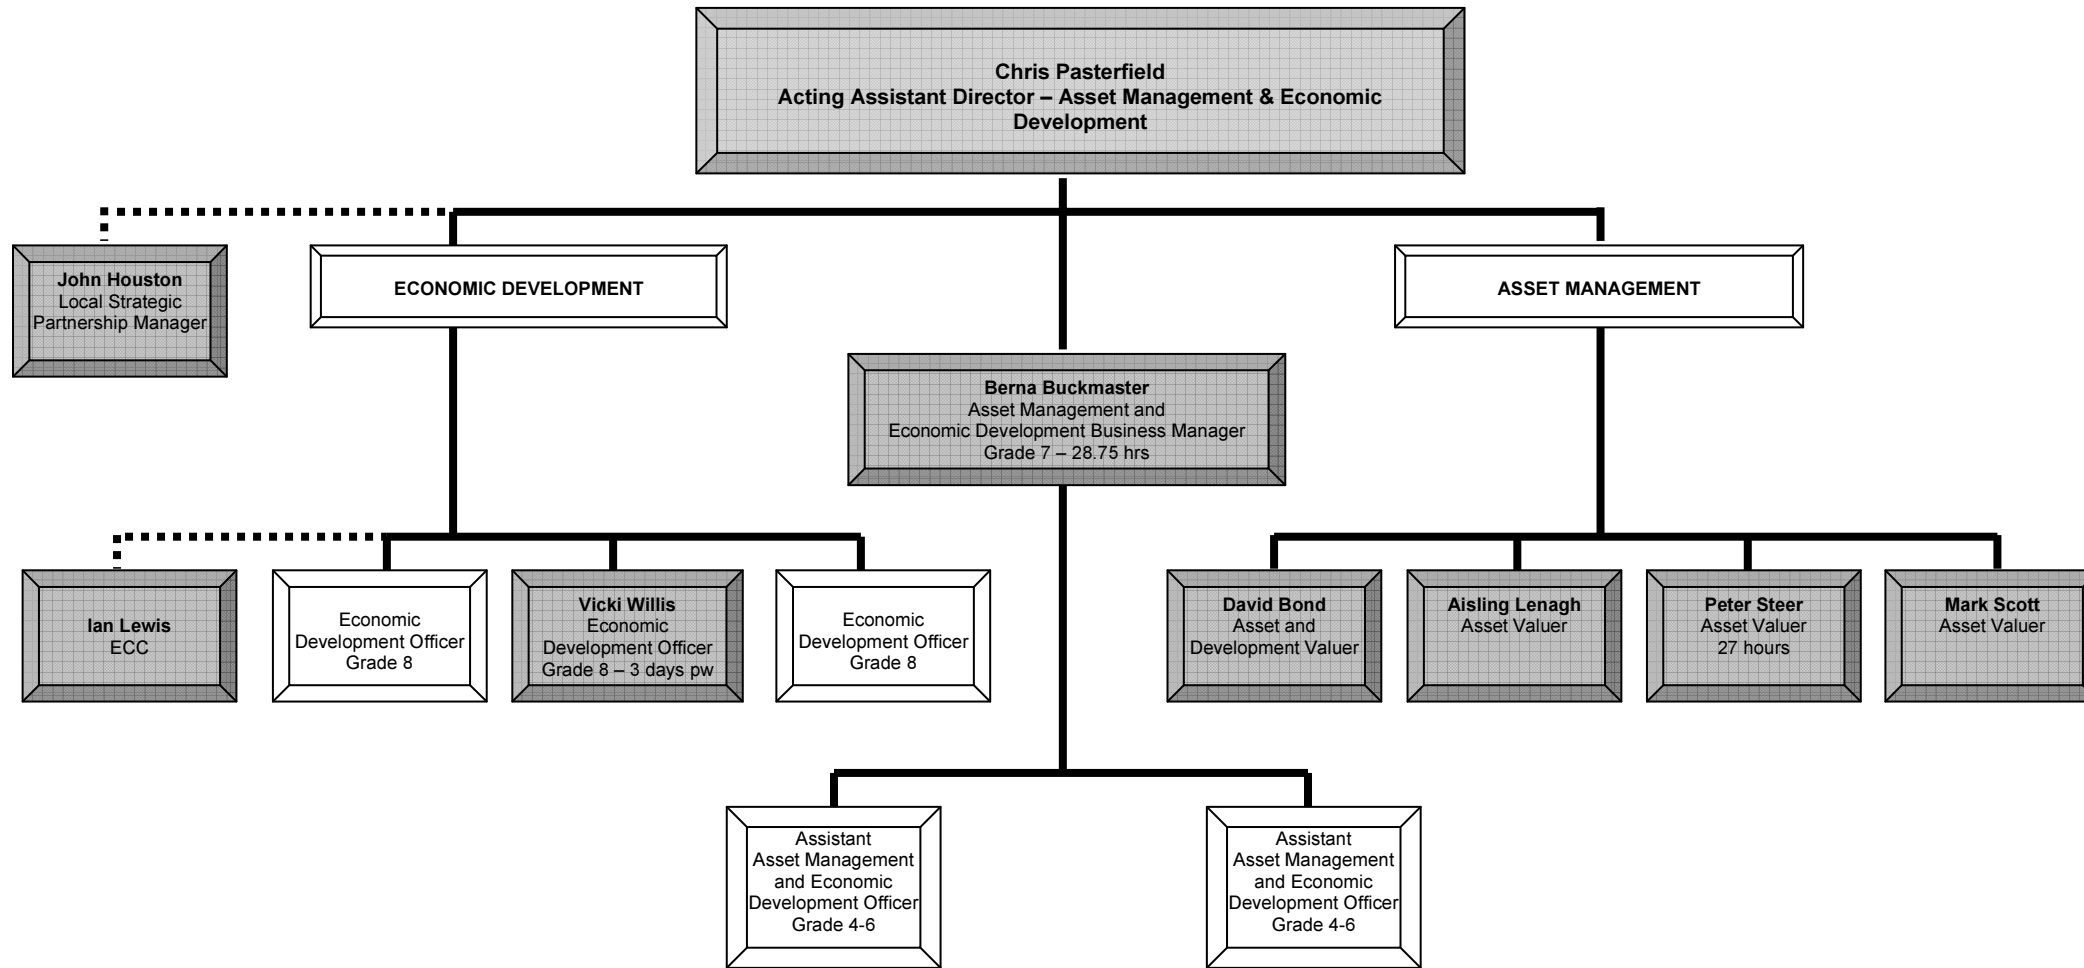 Chris Pasterfield
Acting Assistant Director – Asset Management & Economic
Development
John Houston
Local Strategic
Partnership Manager
ECONOMIC DEVELOPMENT
ASSET MANAGEMENT
Berna Buckmaster
Asset Management and
Economic Development Business Manager
Grade 7 – 28.75 hrs
Ian Lewis
ECC
Economic
Development Officer
Grade 8
Vicki Willis
Economic
Development Officer
Grade 8 – 3 days pw
Economic
Development Officer
Grade 8
David Bond
Asset and
Development Valuer
Aisling Lenagh
Asset Valuer
Peter Steer
Asset Valuer
27 hours
Mark Scott
Asset Valuer
Assistant
Asset Management
and Economic
Development Officer
Grade 4-6
Assistant
Asset Management
and Economic
Development Officer
Grade 4-6